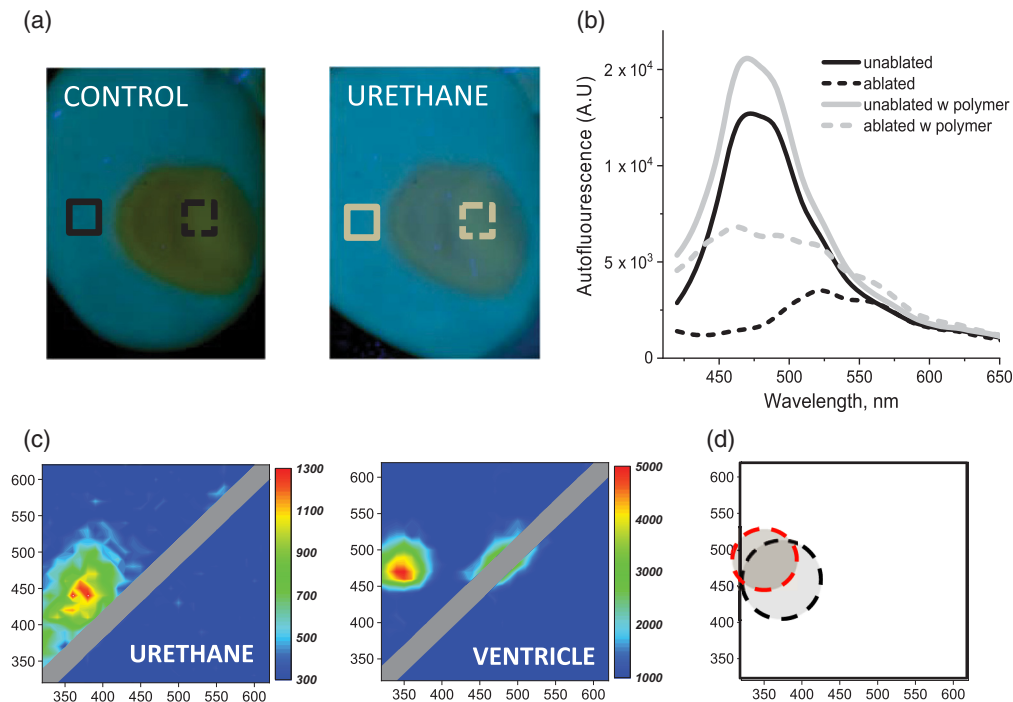 (a)
CONTROL
URETHANE
(b)
Autofluourescence (A.U)
2 x 10⁴
1 x 10⁴
5 x 10³
0
unablated
ablated
unablated w polymer
ablated w polymer
450 500 550 600 650
Wavelength, nm
(c)
600
550
500
450
400
350
350 400 450 500 550 600
URETHANE
1300
1100
900
700
500
300
600
550
500
450
400
350
350 400 450 500 550 600
VENTRICLE
5000
4000
3000
2000
1000
(d)
600
550
500
450
400
350
350 400 450 500 550 600